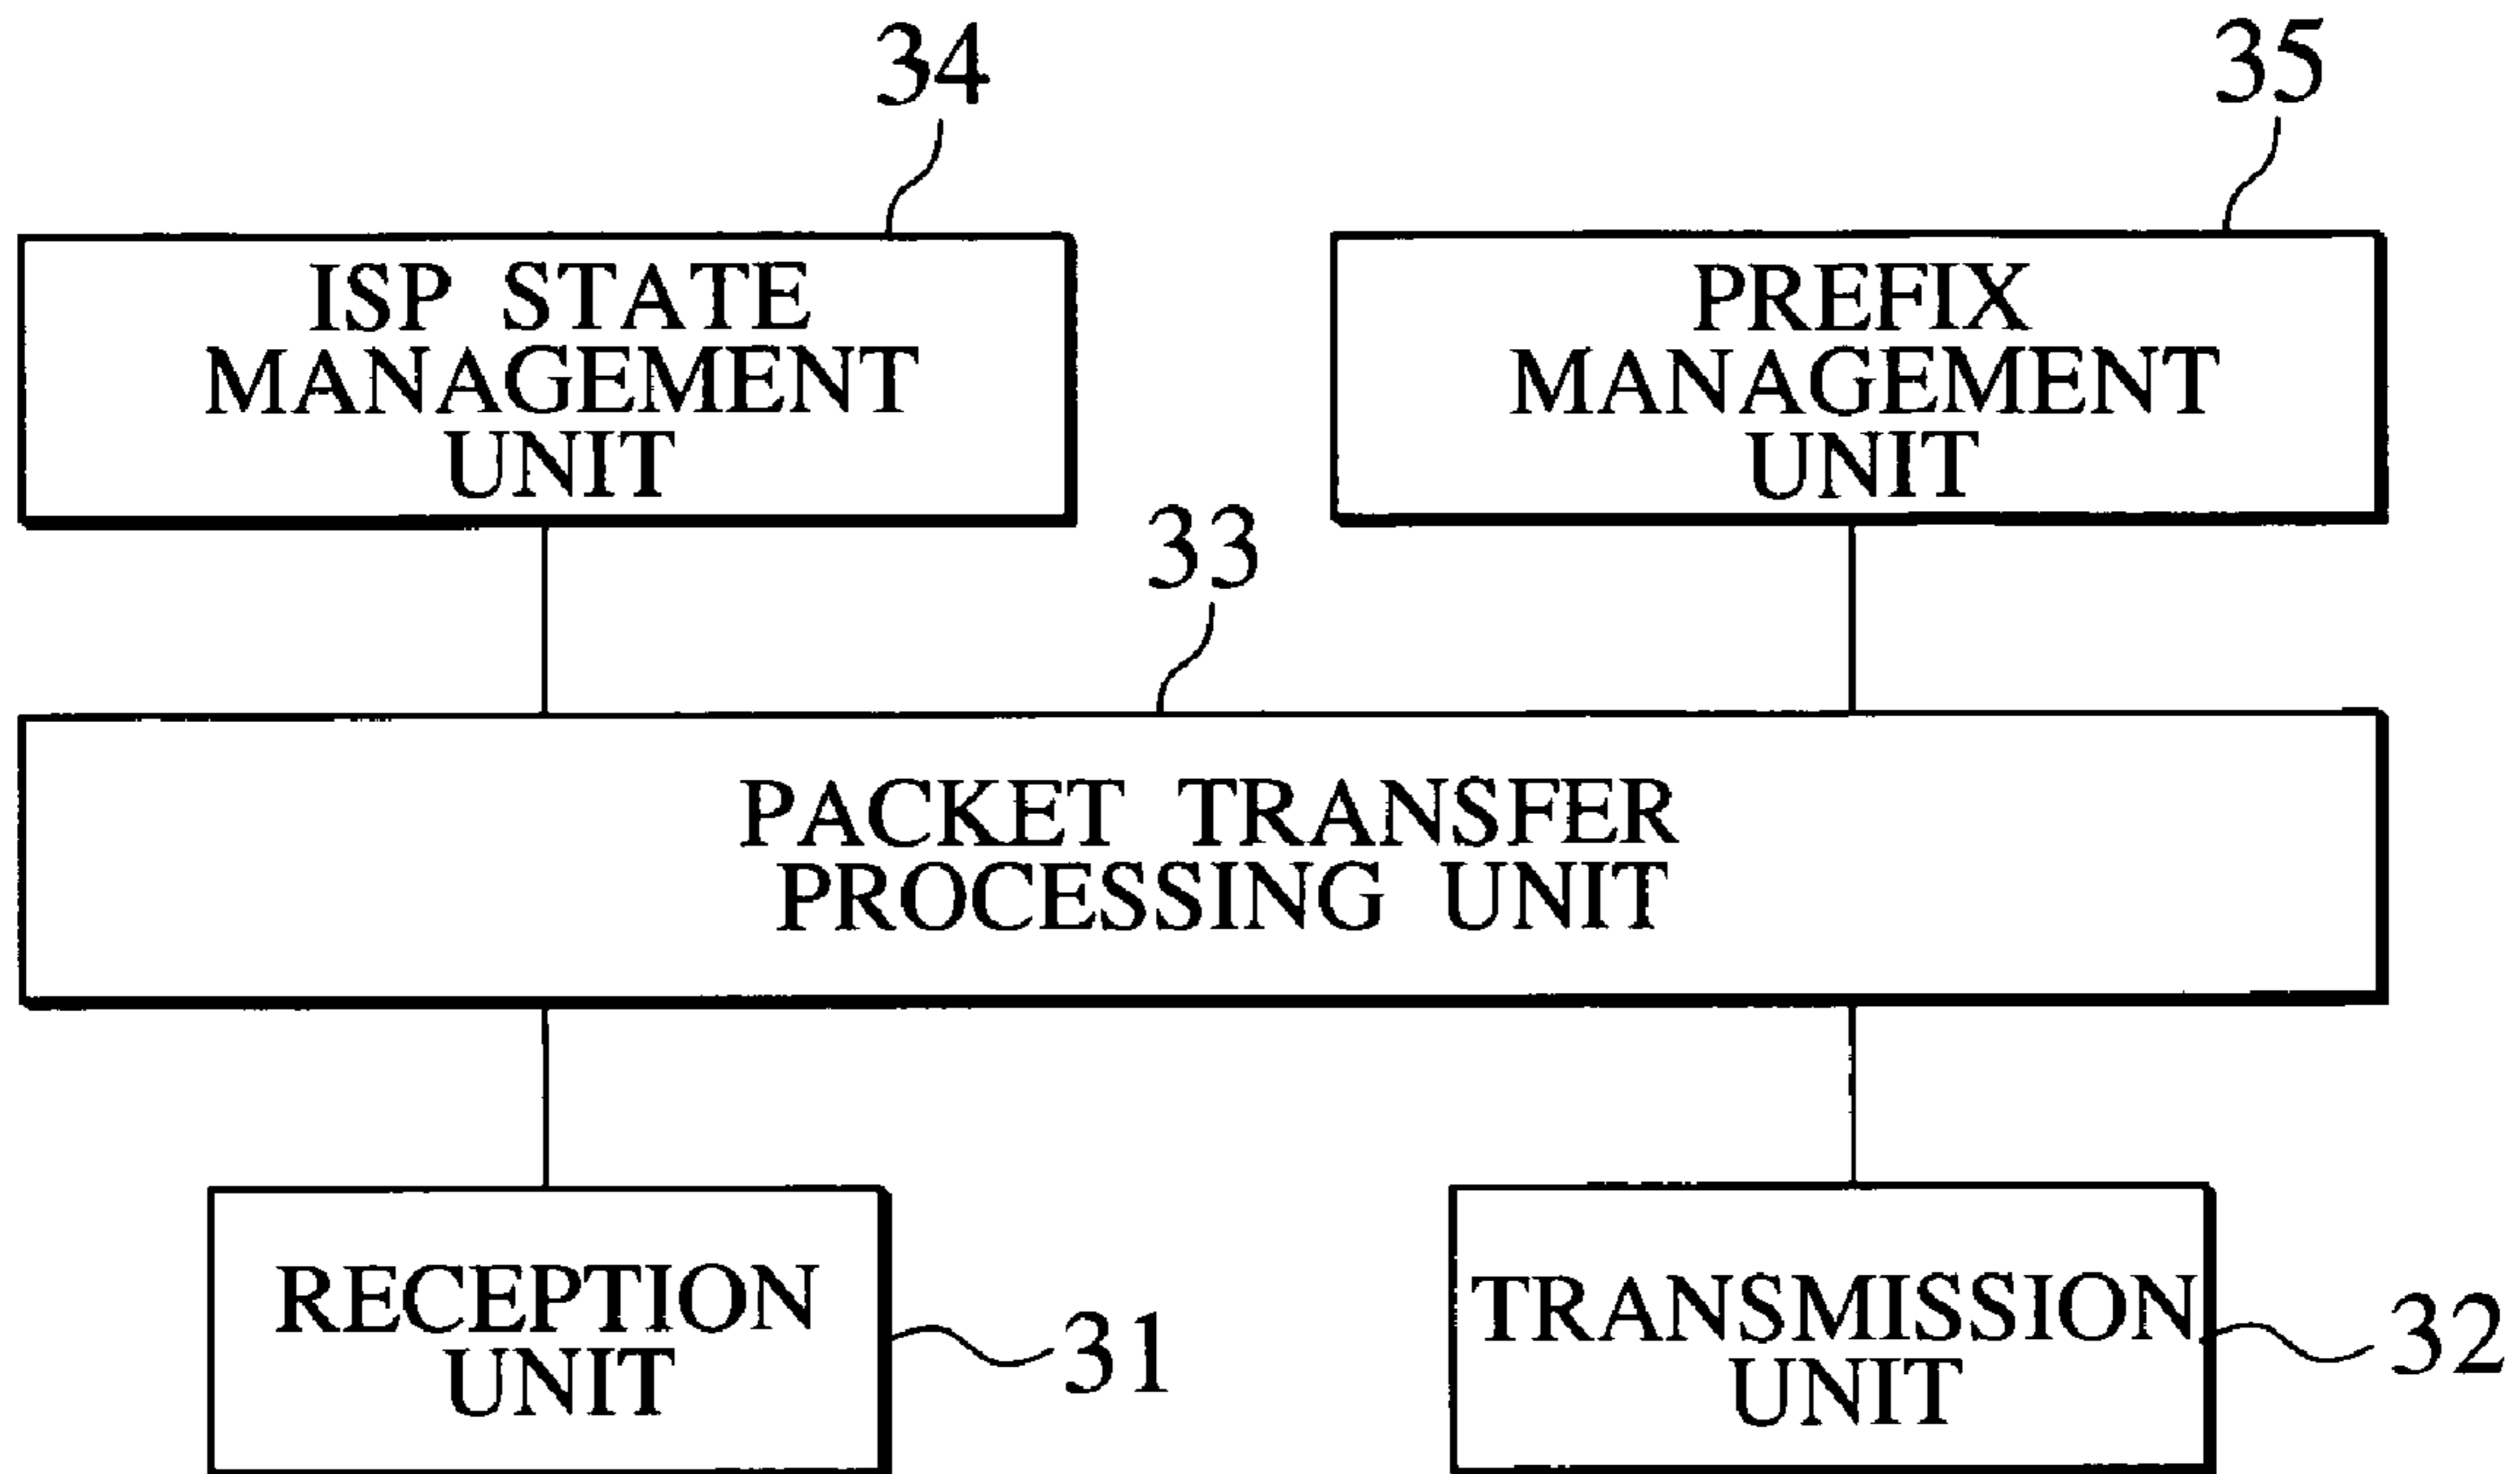 34
35
ISP STATE
MANAGEMENT
UNIT
PREFIX
MANAGEMENT
UNIT
33
PACKET TRANSFER
PROCESSING UNIT
RECEPTION
UNIT
31
TRANSMISSION
UNIT
32